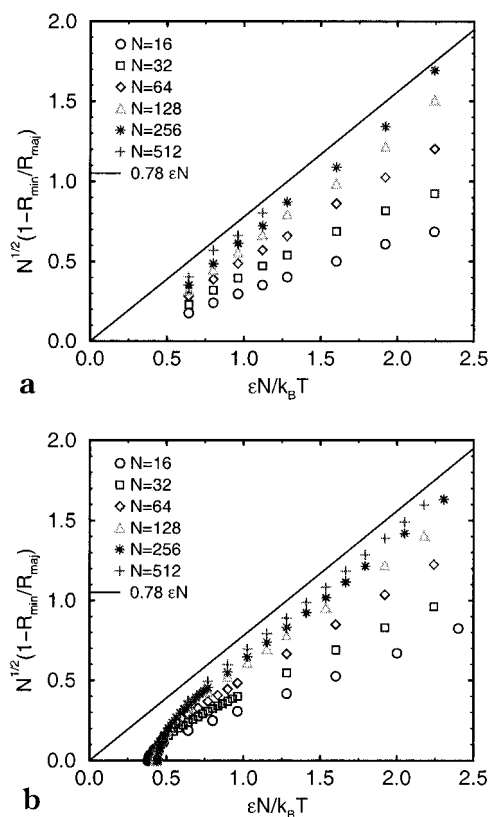 2.0
1.5
1.0
0.5
0.0
N^{1/2}(1-R_{min}/R_{maj})
N=16
N=32
N=64
N=128
N=256
N=512
0.78 εN
0.0 0.5 1.0 1.5 2.0 2.5
εN/k_BT
a
2.0
1.5
1.0
0.5
0.0
N^{1/2}(1-R_{min}/R_{maj})
N=16
N=32
N=64
N=128
N=256
N=512
0.78 εN
0.0 0.5 1.0 1.5 2.0 2.5
εN/k_BT
b